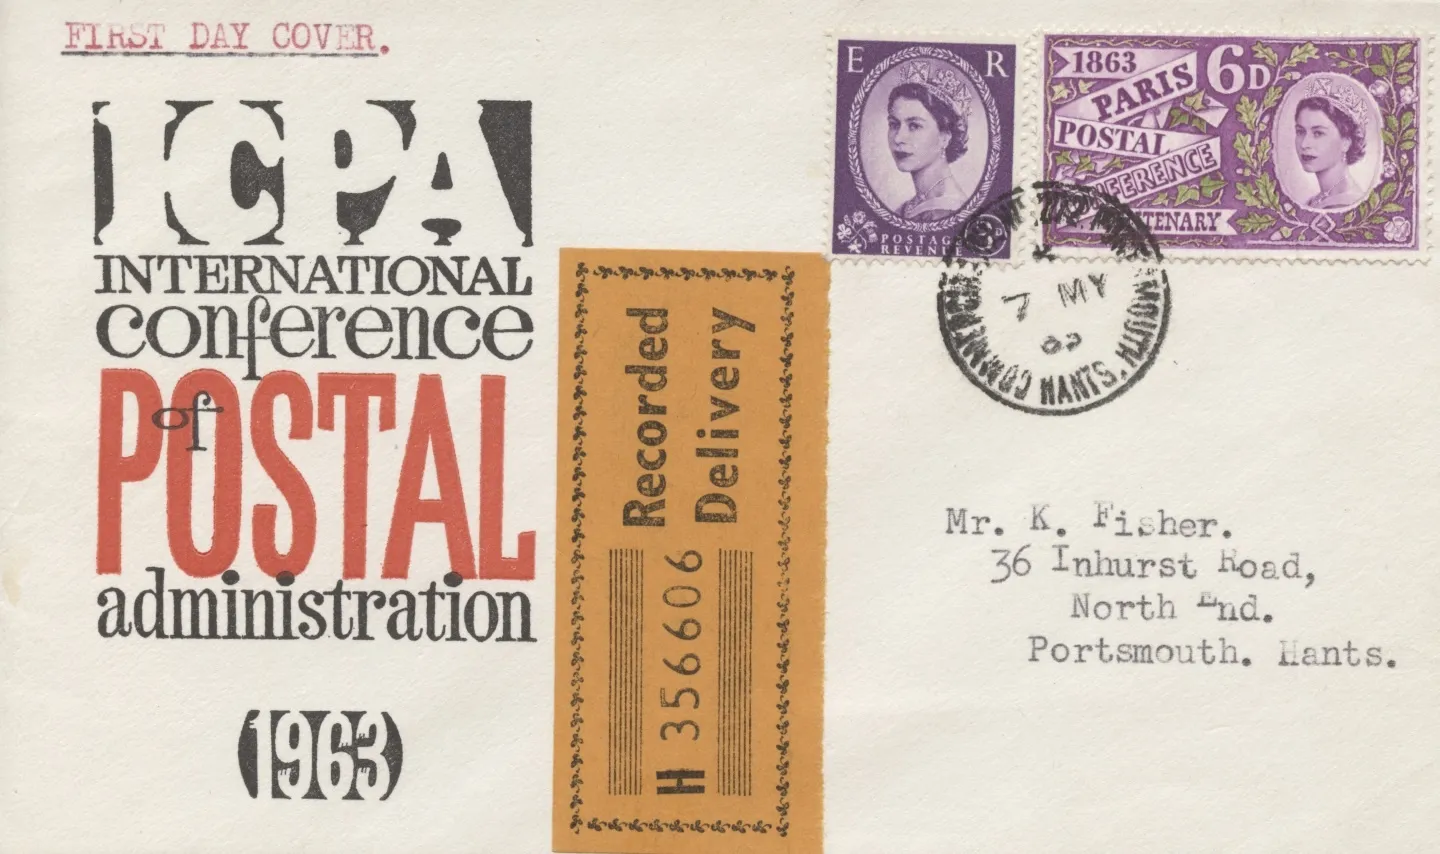 FIRST DAY COVER.
ICPA
INTERNATIONAL
conference
of
POSTAL
administration
(1963)
Recorded
Delivery
H 356606
E R
POSTAGE
REVENUE
1863
PARIS
6D
POSTAL
CONFERENCE
CENTENARY
7 MY
PORTSMOUTH, HANTS.
Mr. K. Fisher.
36 Inhurst Road,
North End.
Portsmouth. Hants.